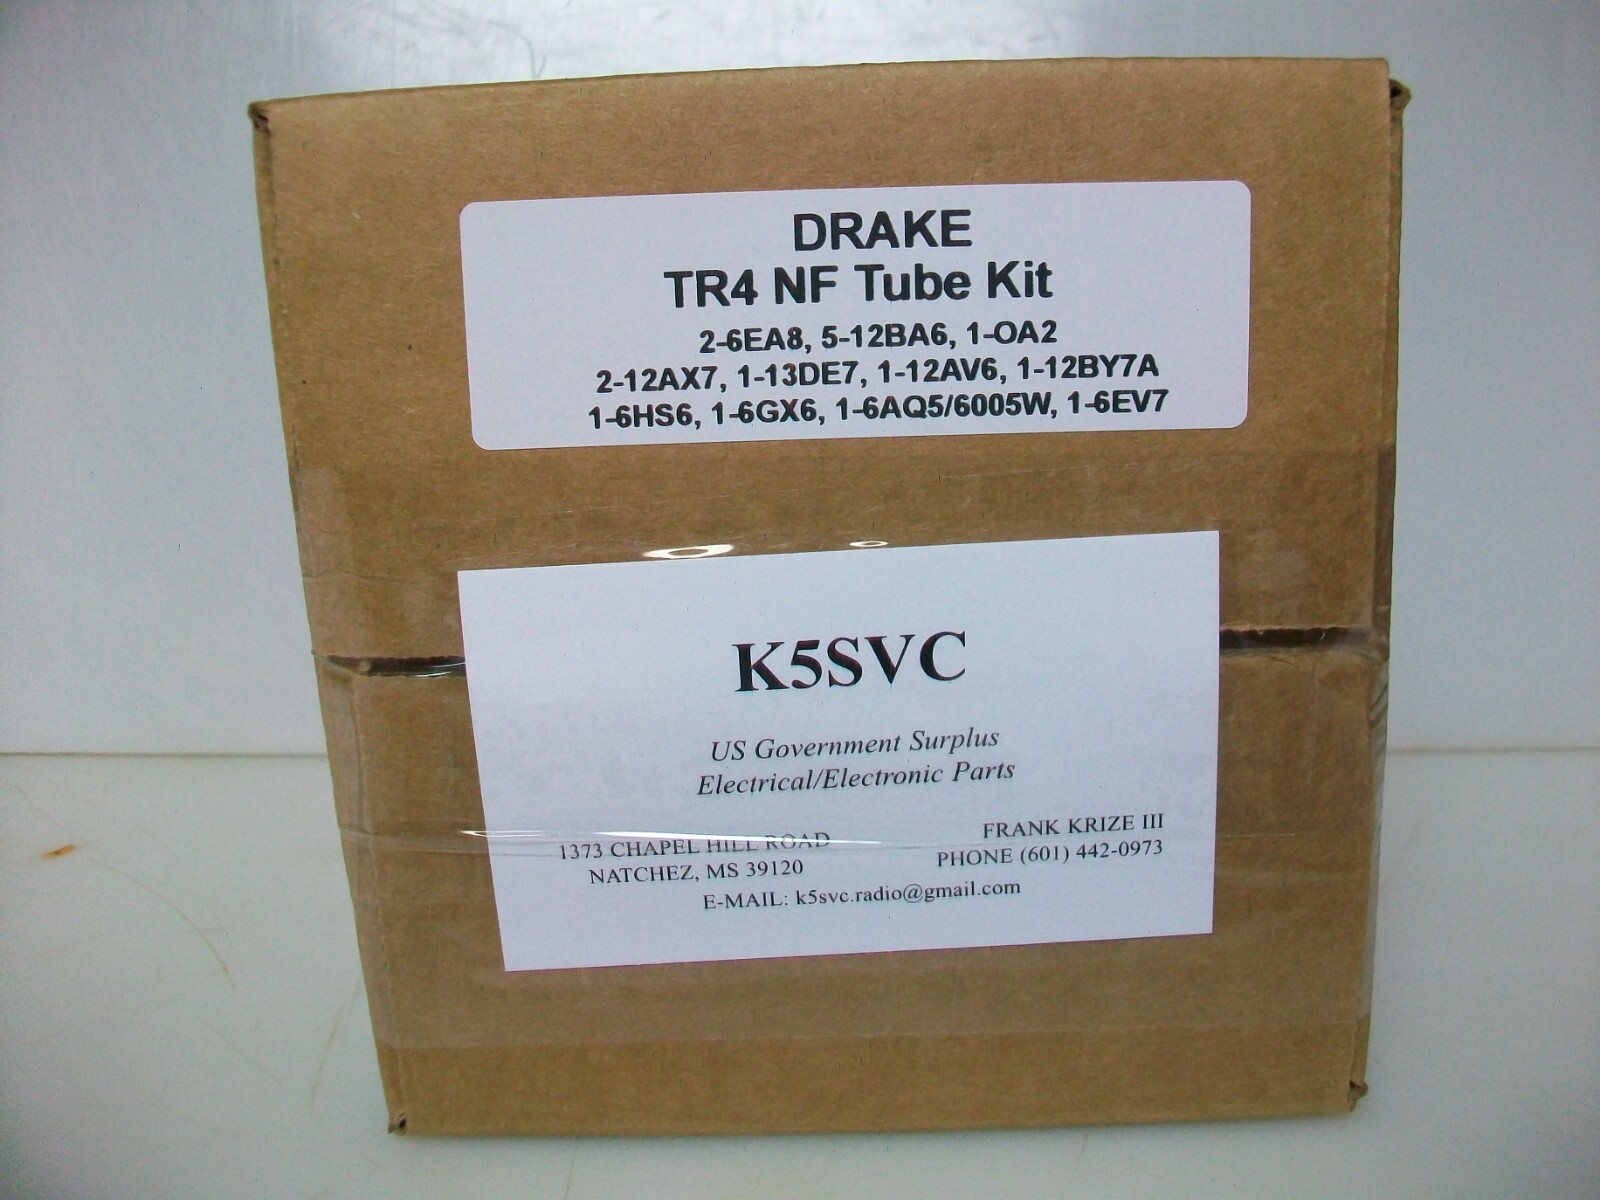 DRAKE
TR4 NF Tube Kit
2-6EA8, 5-12BA6, 1-OA2
2-12AX7, 1-13DE7, 1-12AV6, 1-12BY7A
1-6HS6, 1-6GX6, 1-6AQ5/6005W, 1-6EV7
K5SVC
US Government Surplus
Electrical/Electronic Parts
1373 CHAPEL HILL ROAD
NATCHEZ, MS 39120
FRANK KRIZE III
PHONE (601) 442-0973
E-MAIL: k5svc.radio@gmail.com